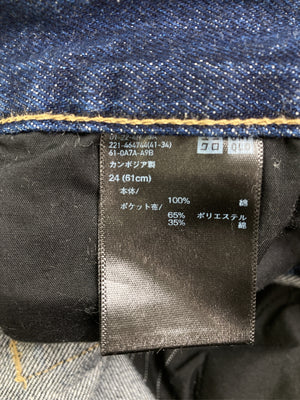 221-464744(41-34)
61-0A7A-A9B
カンボジア製
24 (61cm)
本体/
100% 綿
ポケット布/
65% ポリエステル
35% 綿